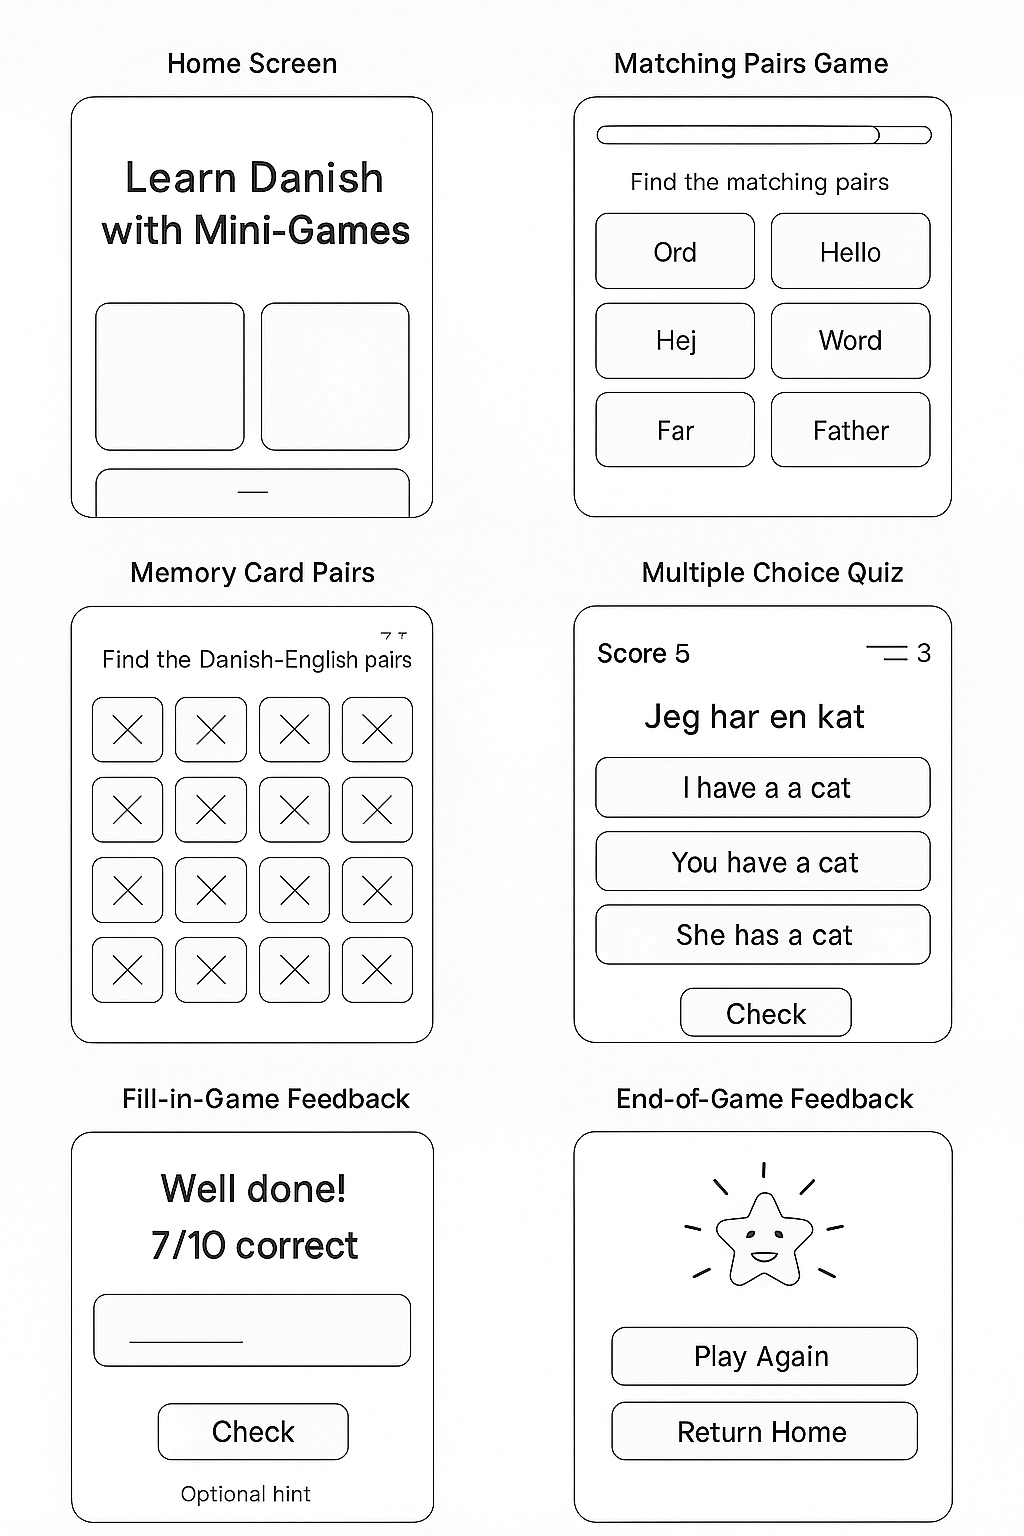 Home Screen
Learn Danish
with Mini-Games
Matching Pairs Game
Find the matching pairs
Ord
Hello
Hej
Word
Far
Father
Memory Card Pairs
Find the Danish-English pairs
Multiple Choice Quiz
Score 5
3
Jeg har en kat
I have a a cat
You have a cat
She has a cat
Check
Fill-in-Game Feedback
Well done!
7/10 correct
Check
Optional hint
End-of-Game Feedback
Play Again
Return Home